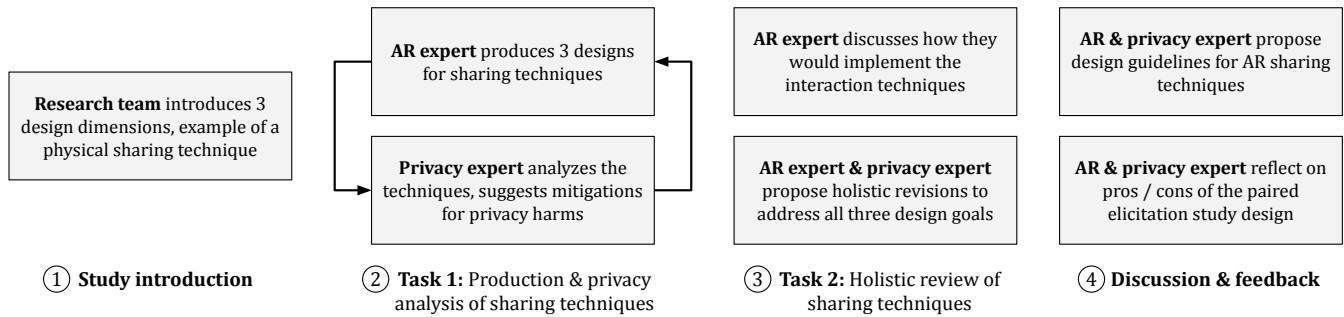 Research team introduces 3
design dimensions, example of a
physical sharing technique
1 Study introduction
AR expert produces 3 designs
for sharing techniques
Privacy expert analyzes the
techniques, suggests mitigations
for privacy harms
2 Task 1: Production & privacy
analysis of sharing techniques
AR expert discusses how they
would implement the
interaction techniques
AR expert & privacy expert
propose holistic revisions to
address all three design goals
3 Task 2: Holistic review of
sharing techniques
AR & privacy expert propose
design guidelines for AR sharing
techniques
AR & privacy expert reflect on
pros / cons of the paired
elicitation study design
4 Discussion & feedback